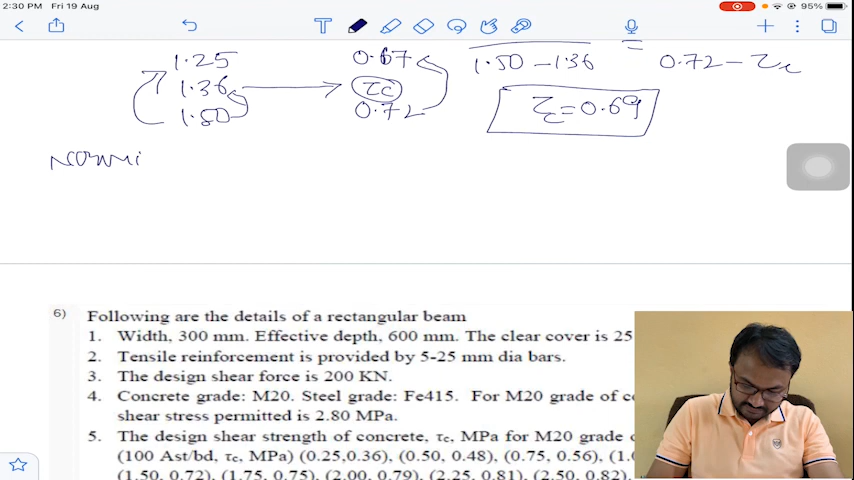 2:30 PM Fri 19 Aug
95%
T
1.25 0.67
1.50 - 1.36 0.72 - τc
1.36 τc
1.50 0.72
τc = 0.69
Nomi
6) Following are the details of a rectangular beam
1. Width, 300 mm. Effective depth, 600 mm. The clear cover is 25
2. Tensile reinforcement is provided by 5-25 mm dia bars.
3. The design shear force is 200 KN.
4. Concrete grade: M20. Steel grade: Fe415. For M20 grade of
shear stress permitted is 2.80 MPa.
5. The design shear strength of concrete, τc, MPa for M20 grade
(100 Ast/bd, τc, MPa) (0.25,0.36), (0.50, 0.48), (0.75, 0.56),
(1.50, 0.72), (1.75, 0.75), (2.00, 0.79), (2.25, 0.81), (2.50, 0.82),